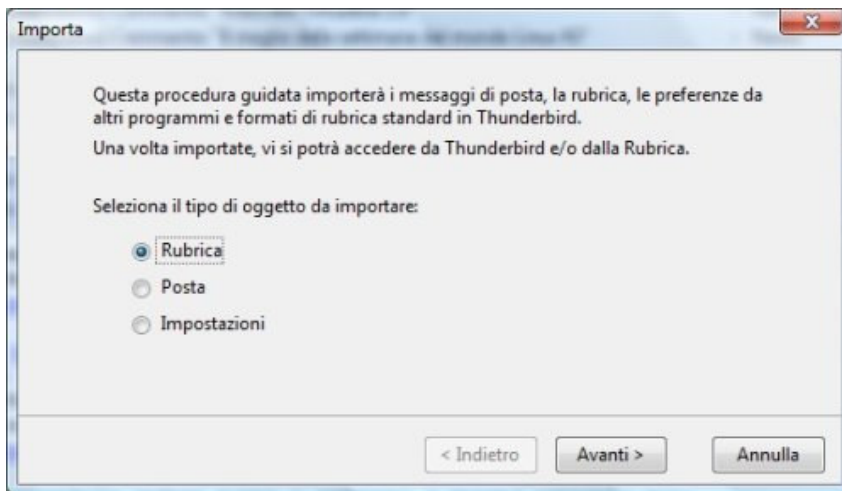 Importa
Questa procedura guidata importerà i messaggi di posta, la rubrica, le preferenze da
altri programmi e formati di rubrica standard in Thunderbird.
Una volta importate, vi si potrà accedere da Thunderbird e/o dalla Rubrica.
Seleziona il tipo di oggetto da importare:
Rubrica
Posta
Impostazioni
< Indietro Avanti > Annulla